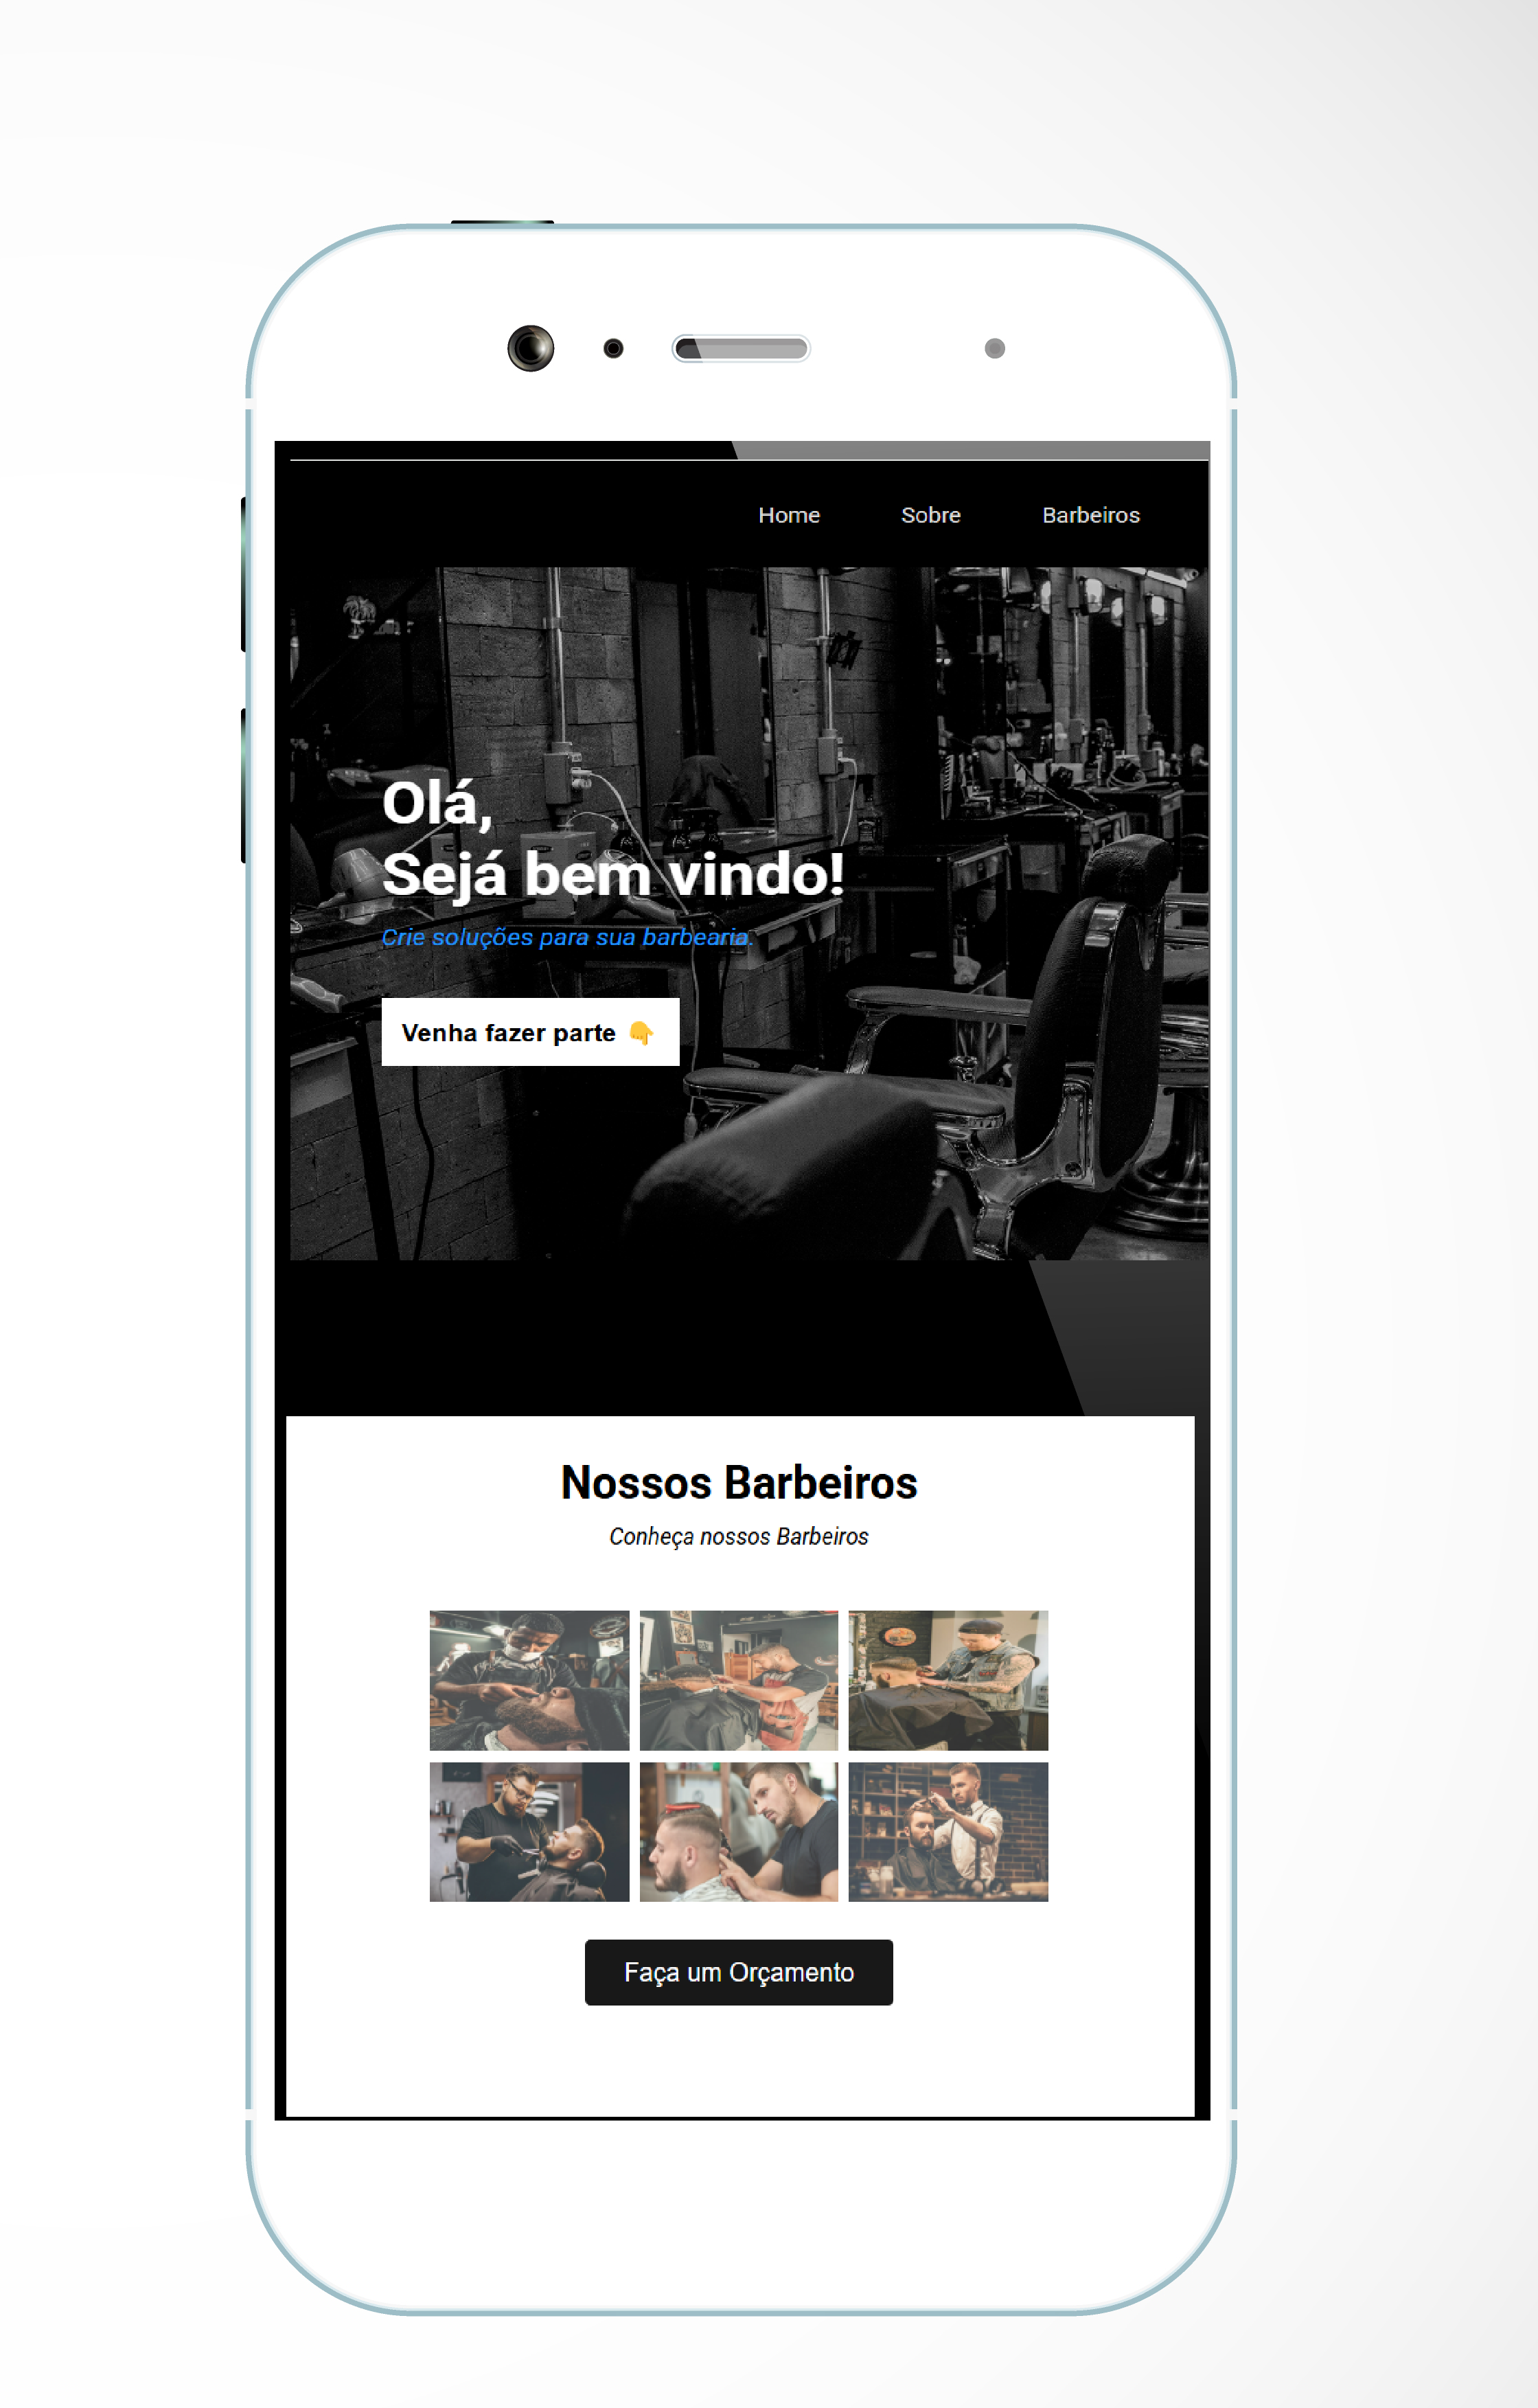 Home Sobre Barbeiros
Olá,
Sejá bem vindo!
Crie soluções para sua barbearia.
Venha fazer parte 👇
Nossos Barbeiros
Conheça nossos Barbeiros
Faça um Orçamento